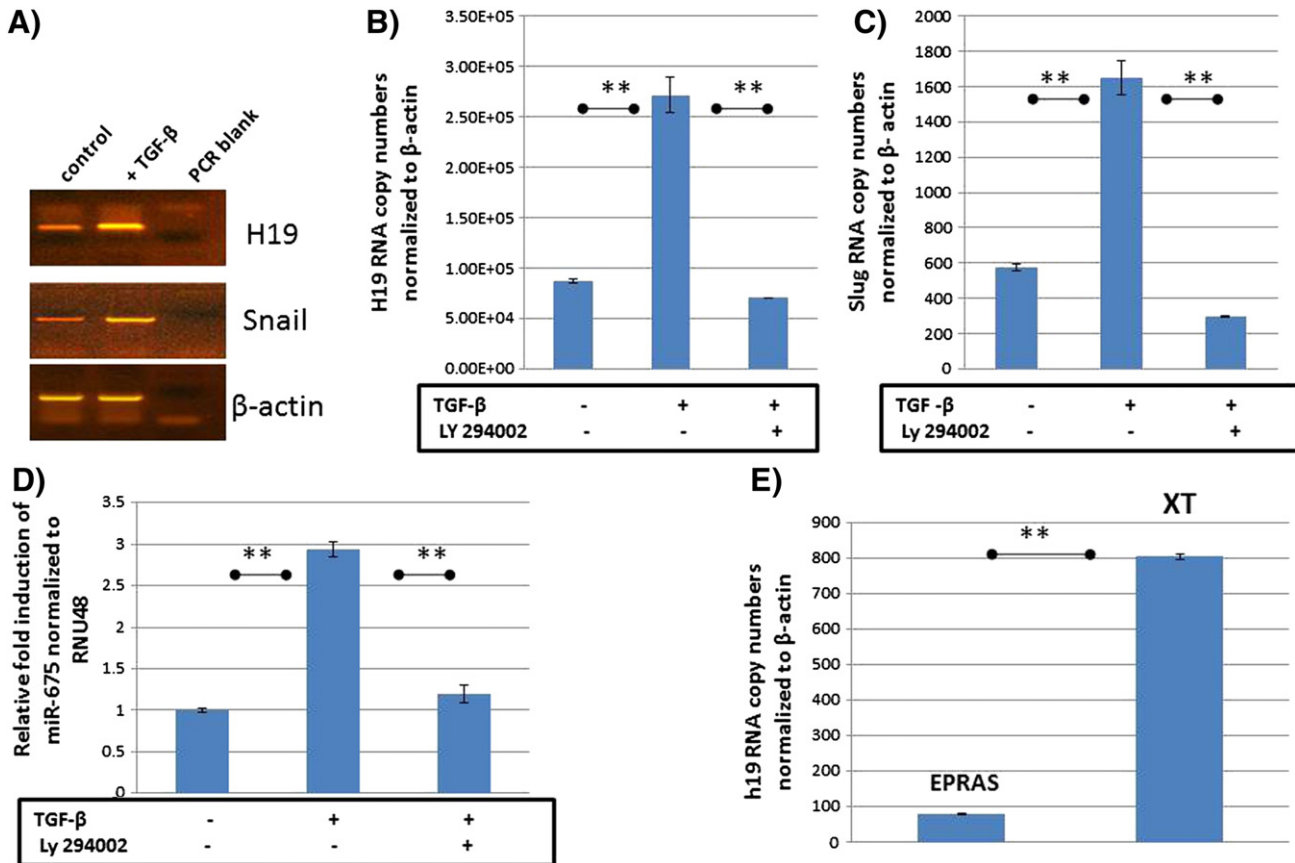 A)
control
+ TGF-β
PCR blank
H19
Snail
β-actin
B)
H19 RNA copy numbers
normalized to β-actin
3.50E+05
3.00E+05
2.50E+05
2.00E+05
1.50E+05
1.00E+05
5.00E+04
0.00E+00
**
**
TGF-β - + +
LY 294002 - - +
C)
Slug RNA copy numbers
normalized to β- actin
2000
1800
1600
1400
1200
1000
800
600
400
200
0
**
**
TGF -β - + +
Ly 294002 - - +
D)
Relative fold induction of
miR-675 normalized to
RNU48
3.5
3
2.5
2
1.5
1
0.5
0
**
**
TGF-β - + +
Ly 294002 - - +
E)
h19 RNA copy numbers
normalized to β-actin
900
800
700
600
500
400
300
200
100
0
**
EPRAS
XT